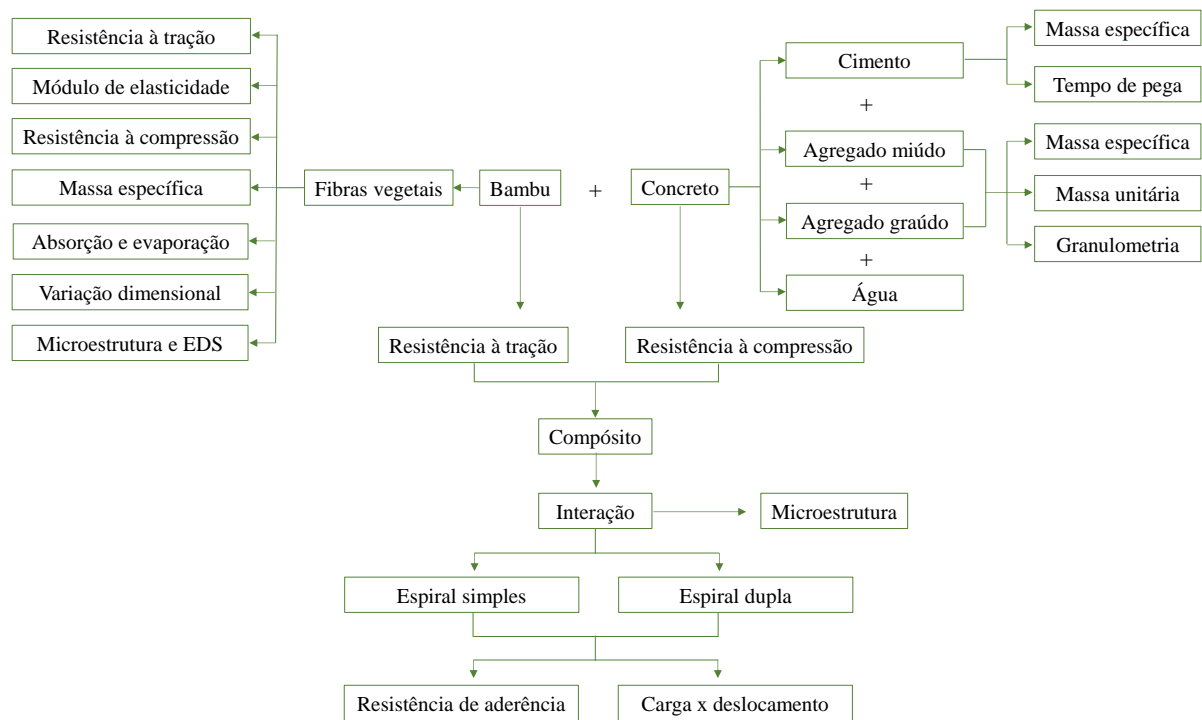 Resistência à tração
Módulo de elasticidade
Resistência à compressão
Massa específica
Absorção e evaporação
Variação dimensional
Microestrutura e EDS
Fibras vegetais
Bambu
+
Concreto
Cimento
+
Agregado miúdo
+
Agregado graúdo
+
Água
Massa específica
Tempo de pega
Massa específica
Massa unitária
Granulometria
Resistência à tração
Resistência à compressão
Compósito
Interação
Microestrutura
Espiral simples
Espiral dupla
Resistência de aderência
Carga x deslocamento